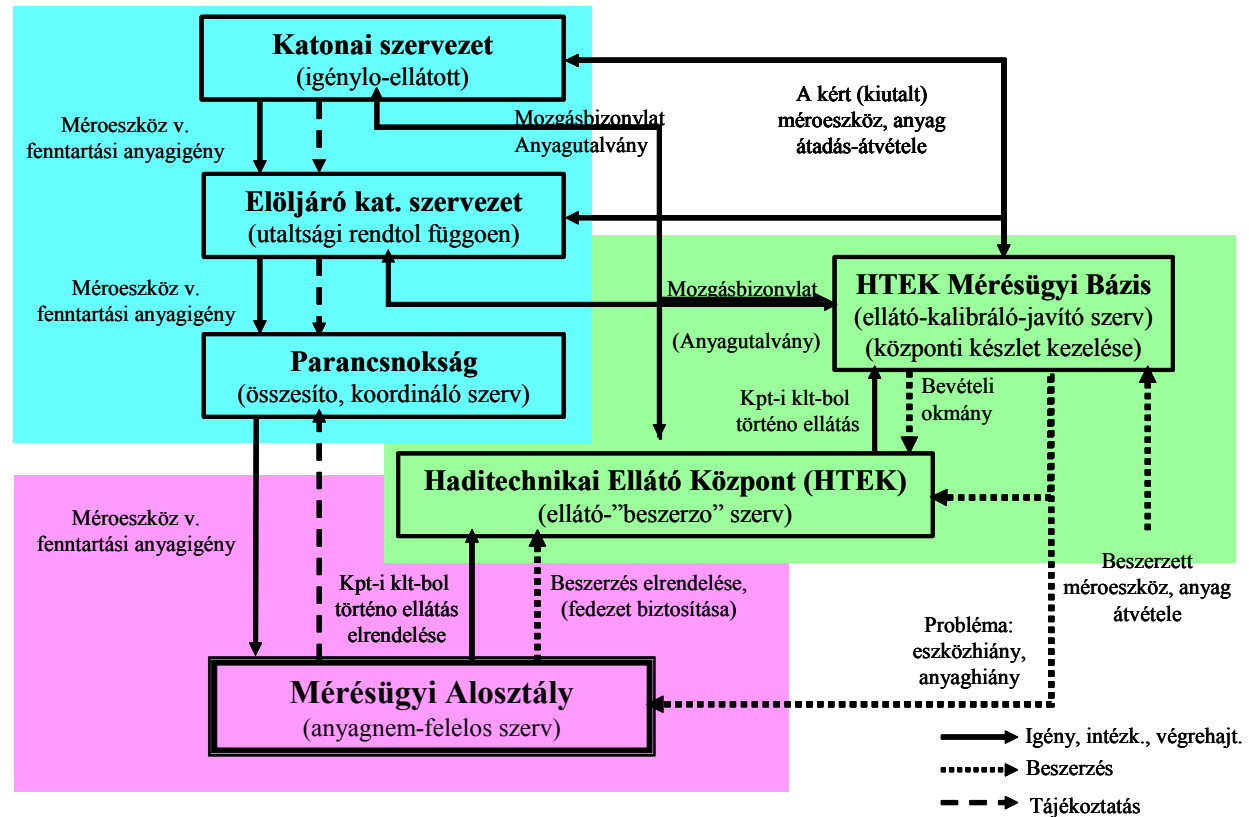 Katonai szervezet
(igénylo-ellátott)
Méroeszköz v.
fenntartási anyagigény
Mozgásbizonylat
Anyagutalvány
A kért (kiutalt)
méroeszköz, anyag
átadás-átvétele
Elöljáró kat. szervezet
(utaltsági rendtol függoen)
Méroeszköz v.
fenntartási anyagigény
Mozgásbizonylat
(Anyagutalvány)
HTEK Mérésügyi Bázis
(ellátó-kalibráló-javító szerv)
(központi készlet kezelése)
Parancsnokság
(összesíto, koordináló szerv)
Kpt-i klt-bol
történo ellátás
Bevételi
okmány
Haditechnikai Ellátó Központ (HTEK)
(ellátó-”beszerzo” szerv)
Méroeszköz v.
fenntartási anyagigény
Kpt-i klt-bol
történo ellátás
elrendelése
Beszerzés elrendelése,
(fedezet biztosítása)
Beszerzett
méroeszköz, anyag
átvétele
Probléma:
eszközhiány,
anyaghiány
Mérésügyi Alosztály
(anyagnem-felelos szerv)
Igény, intézk., végrehajt.
Beszerzés
Tájékoztatás